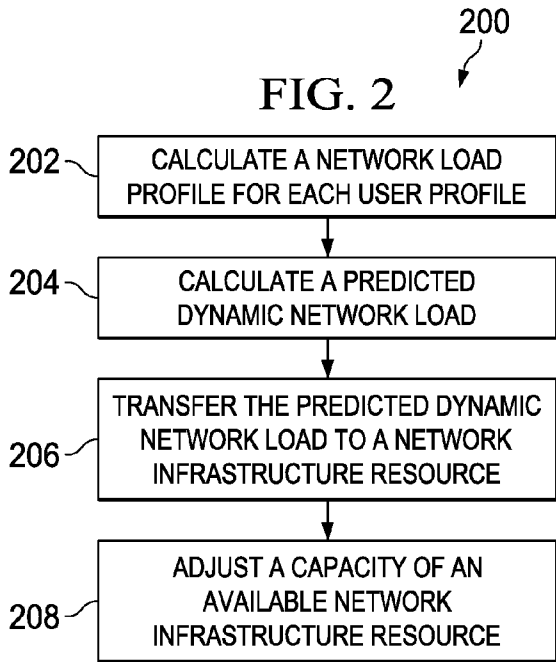 200
FIG. 2
202
CALCULATE A NETWORK LOAD
PROFILE FOR EACH USER PROFILE
204
CALCULATE A PREDICTED
DYNAMIC NETWORK LOAD
206
TRANSFER THE PREDICTED DYNAMIC
NETWORK LOAD TO A NETWORK
INFRASTRUCTURE RESOURCE
208
ADJUST A CAPACITY OF AN
AVAILABLE NETWORK
INFRASTRUCTURE RESOURCE